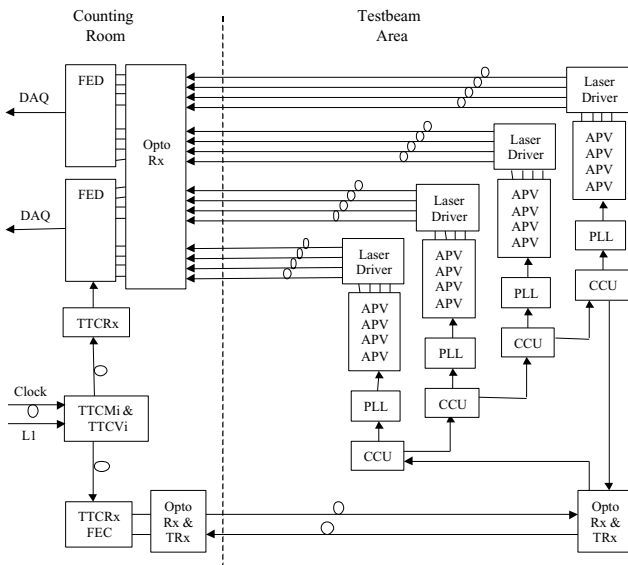 Counting
Room
Testbeam
Area
DAQ
FED
Opto
Rx
Laser
Driver
APV
APV
APV
APV
PLL
CCU
Laser
Driver
APV
APV
APV
APV
PLL
CCU
DAQ
FED
Laser
Driver
APV
APV
APV
APV
PLL
CCU
Laser
Driver
APV
APV
APV
APV
PLL
CCU
TTCRx
Clock
L1
TTCMi &
TTCVi
TTCRx
FEC
Opto
Rx &
TRx
Opto
Rx &
TRx